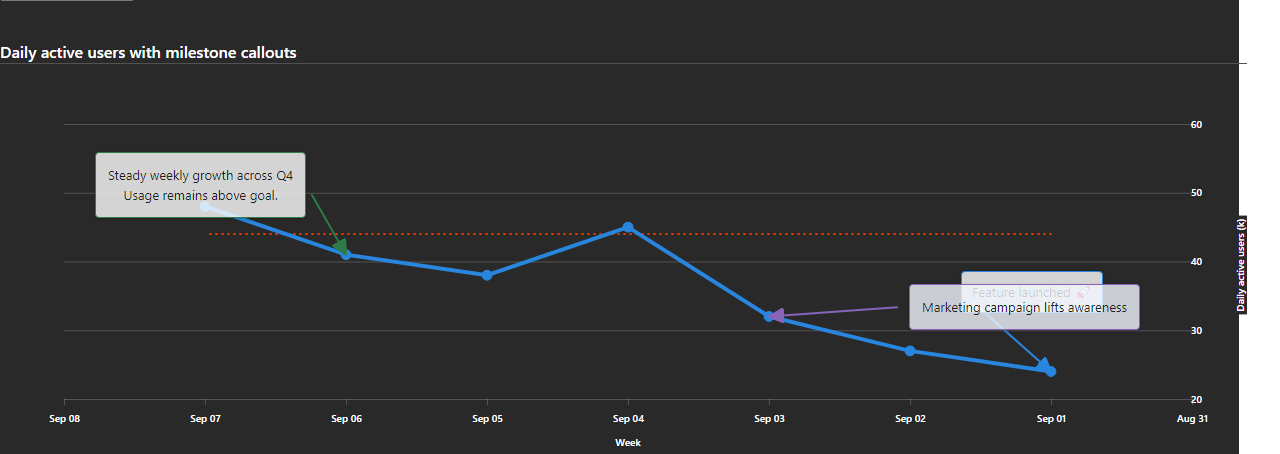 Daily active users with milestone callouts
60
Steady weekly growth across Q4
Usage remains above goal.
50
40
Daily active users (k)
Feature launched 🚀
Marketing campaign lifts awareness
30
20
Sep 08
Sep 07
Sep 06
Sep 05
Sep 04
Sep 03
Sep 02
Sep 01
Aug 31
Week